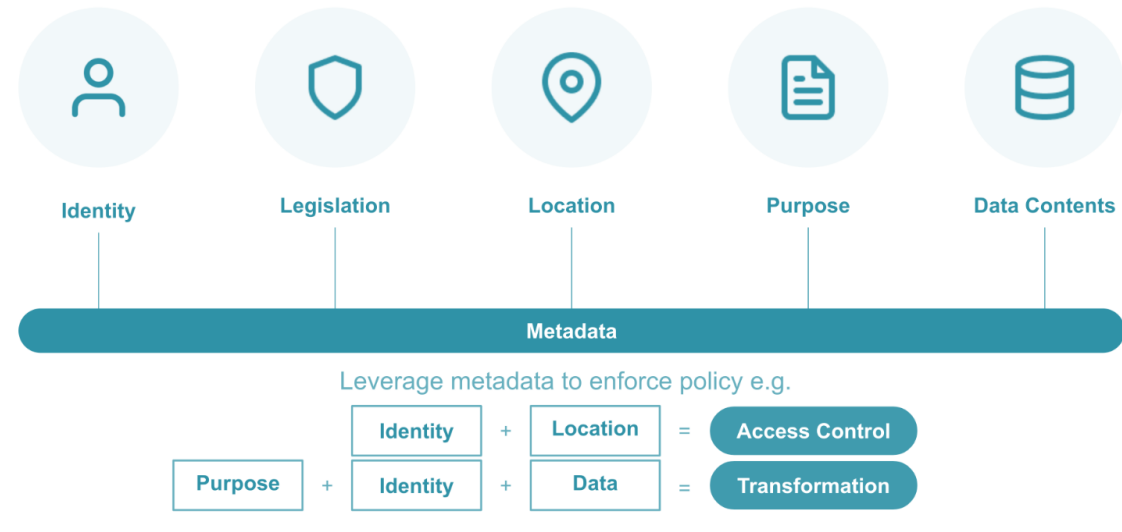 Identity
Legislation
Location
Purpose
Data Contents
Metadata
Leverage metadata to enforce policy e.g.
Identity + Location = Access Control
Purpose + Identity + Data = Transformation